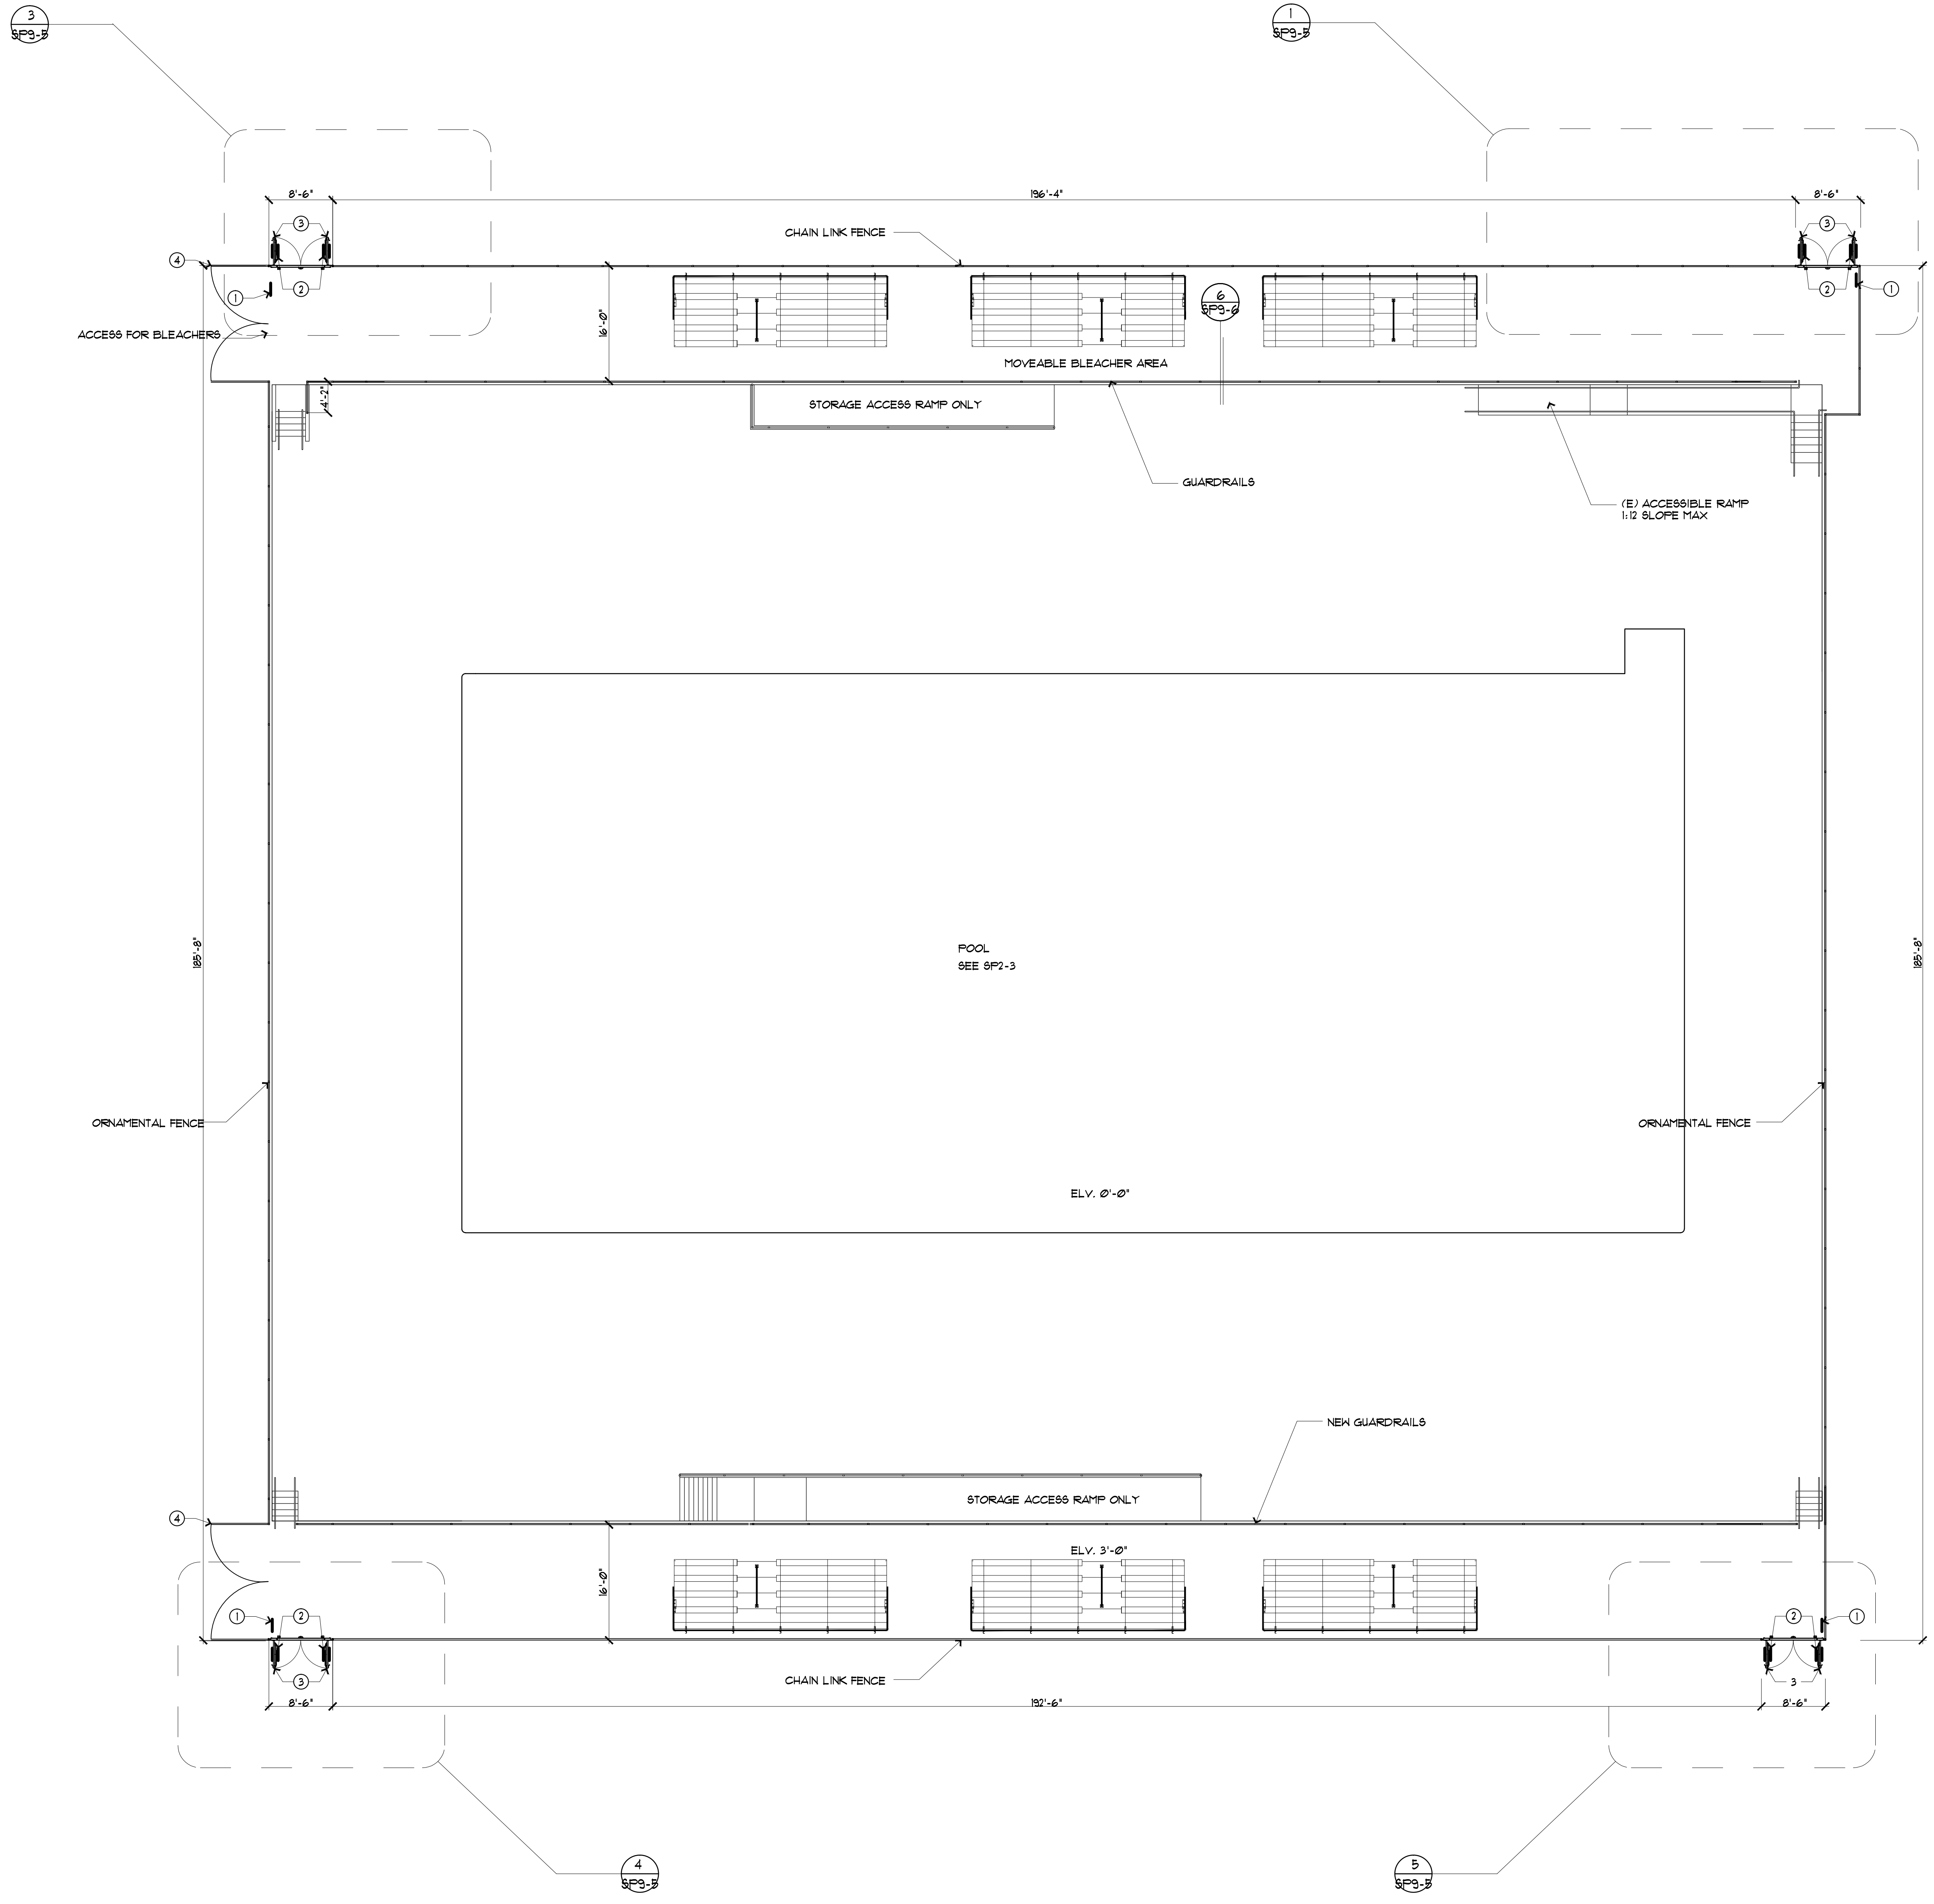 3
SP9-5
1
SP9-5
8'-6"
196'-4"
8'-6"
3
3
CHAIN LINK FENCE
4
1
2
2
1
6
SP9-6
ACCESS FOR BLEACHERS
16'-0"
MOVEABLE BLEACHER AREA
4'-2"
STORAGE ACCESS RAMP ONLY
GUARDRAILS
(E) ACCESSIBLE RAMP
1:12 SLOPE MAX
185'-8"
POOL
SEE SP2-3
185'-8"
ORNAMENTAL FENCE
ORNAMENTAL FENCE
ELV. 0'-0"
NEW GUARDRAILS
STORAGE ACCESS RAMP ONLY
4
ELV. 3'-0"
16'-0"
1
2
2
1
3
CHAIN LINK FENCE
3
8'-6"
192'-6"
8'-6"
4
SP9-5
5
SP9-5